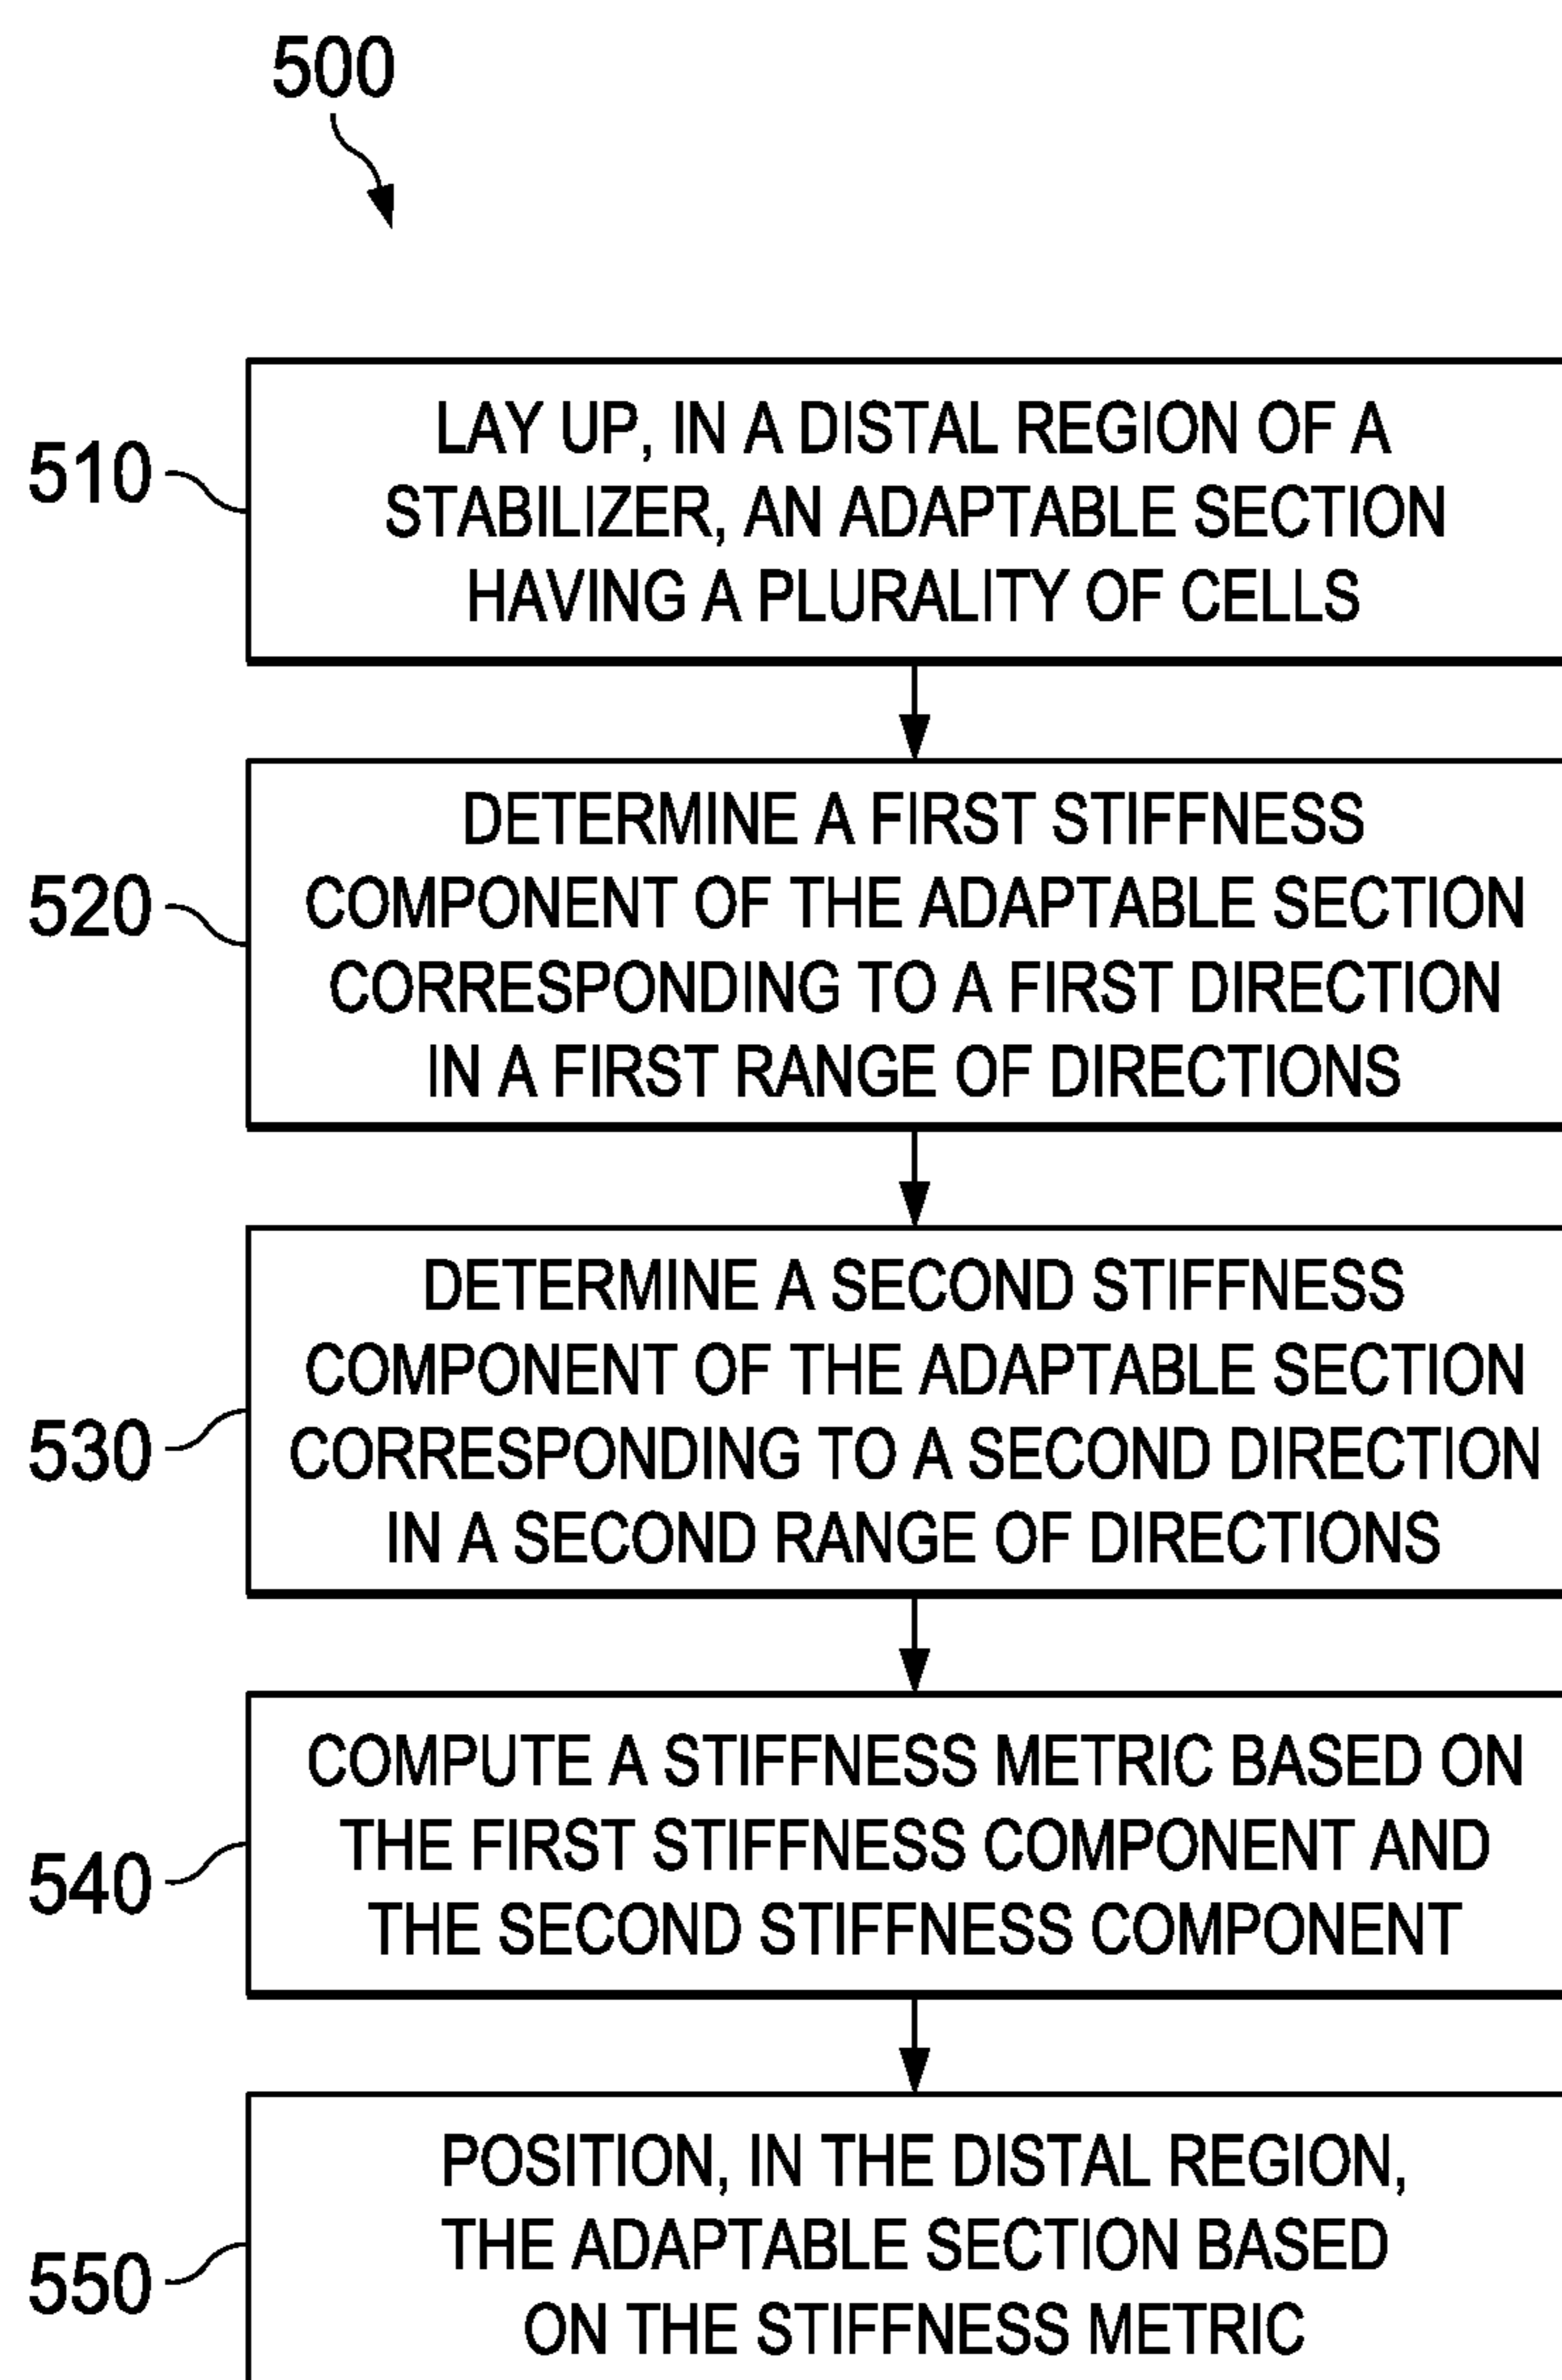 500
510
LAY UP, IN A DISTAL REGION OF A
STABILIZER, AN ADAPTABLE SECTION
HAVING A PLURALITY OF CELLS
520
DETERMINE A FIRST STIFFNESS
COMPONENT OF THE ADAPTABLE SECTION
CORRESPONDING TO A FIRST DIRECTION
IN A FIRST RANGE OF DIRECTIONS
530
DETERMINE A SECOND STIFFNESS
COMPONENT OF THE ADAPTABLE SECTION
CORRESPONDING TO A SECOND DIRECTION
IN A SECOND RANGE OF DIRECTIONS
540
COMPUTE A STIFFNESS METRIC BASED ON
THE FIRST STIFFNESS COMPONENT AND
THE SECOND STIFFNESS COMPONENT
550
POSITION, IN THE DISTAL REGION,
THE ADAPTABLE SECTION BASED
ON THE STIFFNESS METRIC